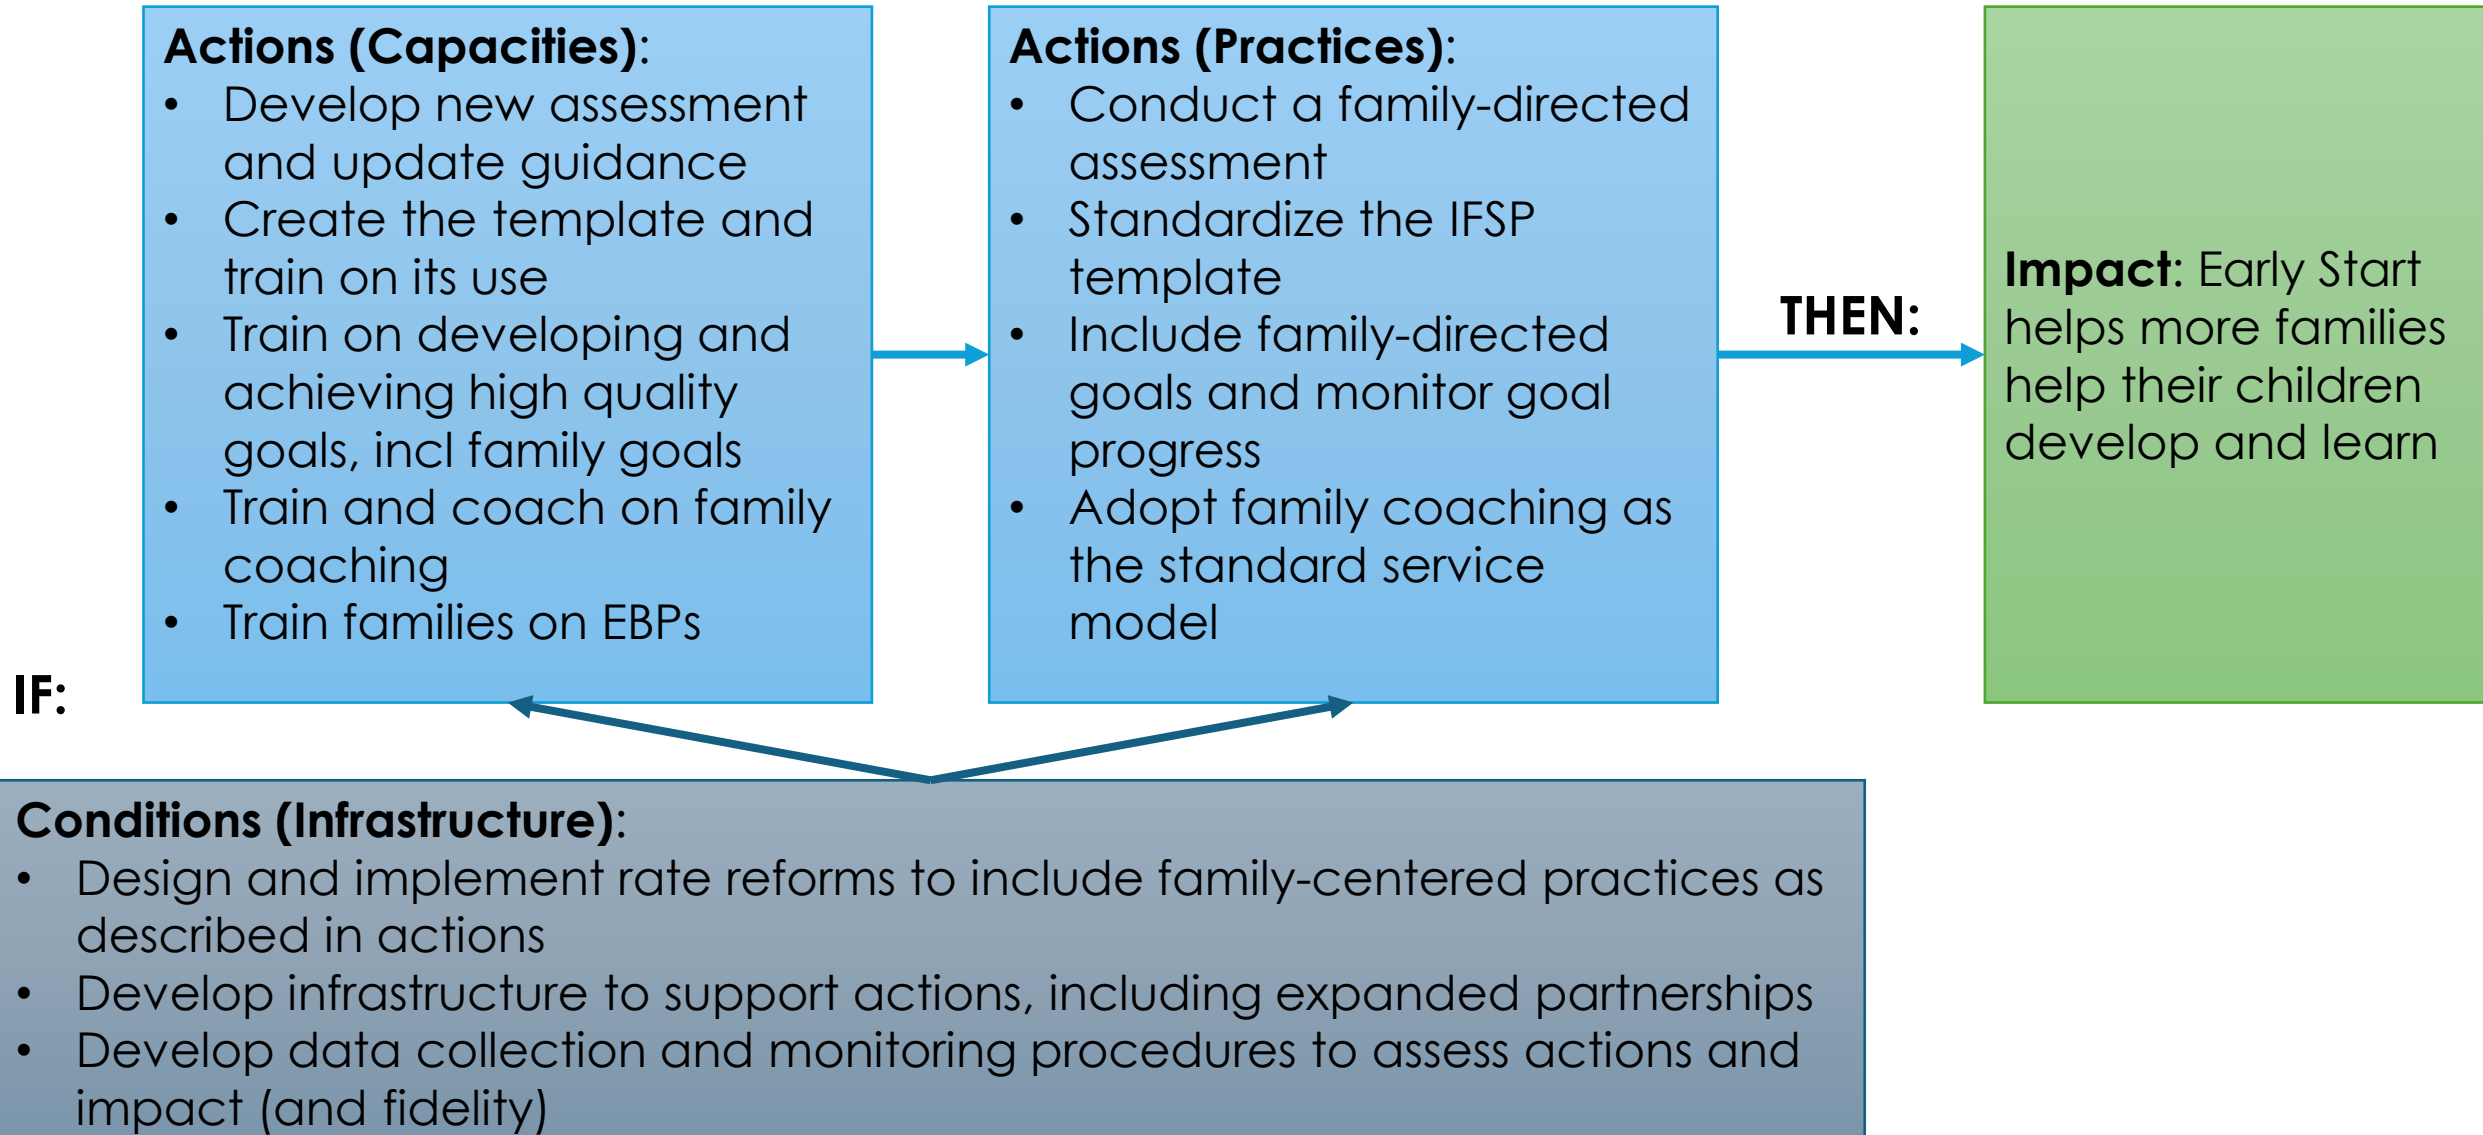 Actions (Capacities):
• Develop new assessment
and update guidance
• Create the template and
train on its use
• Train on developing and
achieving high quality
goals, incl family goals
• Train and coach on family
coaching
• Train families on EBPs
Actions (Practices):
• Conduct a family-directed
assessment
• Standardize the IFSP
template
• Include family-directed
goals and monitor goal
progress
• Adopt family coaching as
the standard service
model
THEN:
Impact: Early Start
helps more families
help their children
develop and learn
IF:
Conditions (Infrastructure):
• Design and implement rate reforms to include family-centered practices as
described in actions
• Develop infrastructure to support actions, including expanded partnerships
• Develop data collection and monitoring procedures to assess actions and
impact (and fidelity)